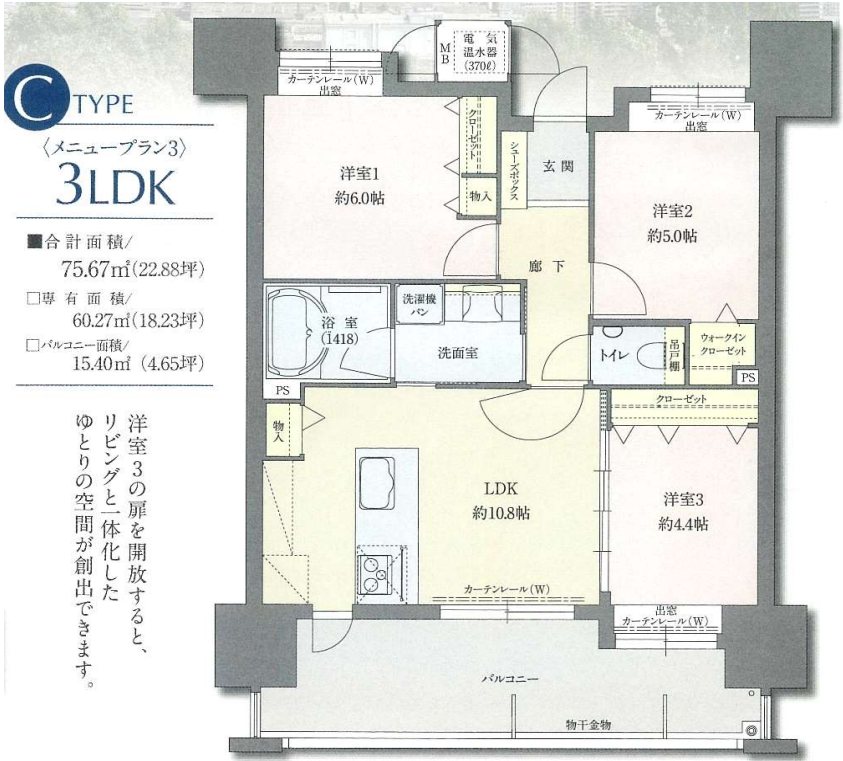 C TYPE
〈メニュープラン3〉
3LDK
■合計面積/
75.67㎡(22.88坪)
□専有面積/
60.27㎡(18.23坪)
□バルコニー面積/
15.40㎡ (4.65坪)
洋室3の扉を開放すると、
リビングと一体化した
ゆとりの空間が創出できます。
MB
電気
温水器
(370ℓ)
カーテンレール(W)
出窓
クローゼット
洋室1
約6.0帖
物入
シューズボックス
玄関
カーテンレール(W)
出窓
洋室2
約5.0帖
廊下
浴室
(1418)
洗濯機
パン
洗面室
トイレ
吊戸棚
ウォークイン
クローゼット
PS
PS
物入
クローゼット
LDK
約10.8帖
洋室3
約4.4帖
カーテンレール(W)
出窓
カーテンレール(W)
バルコニー
物干金物